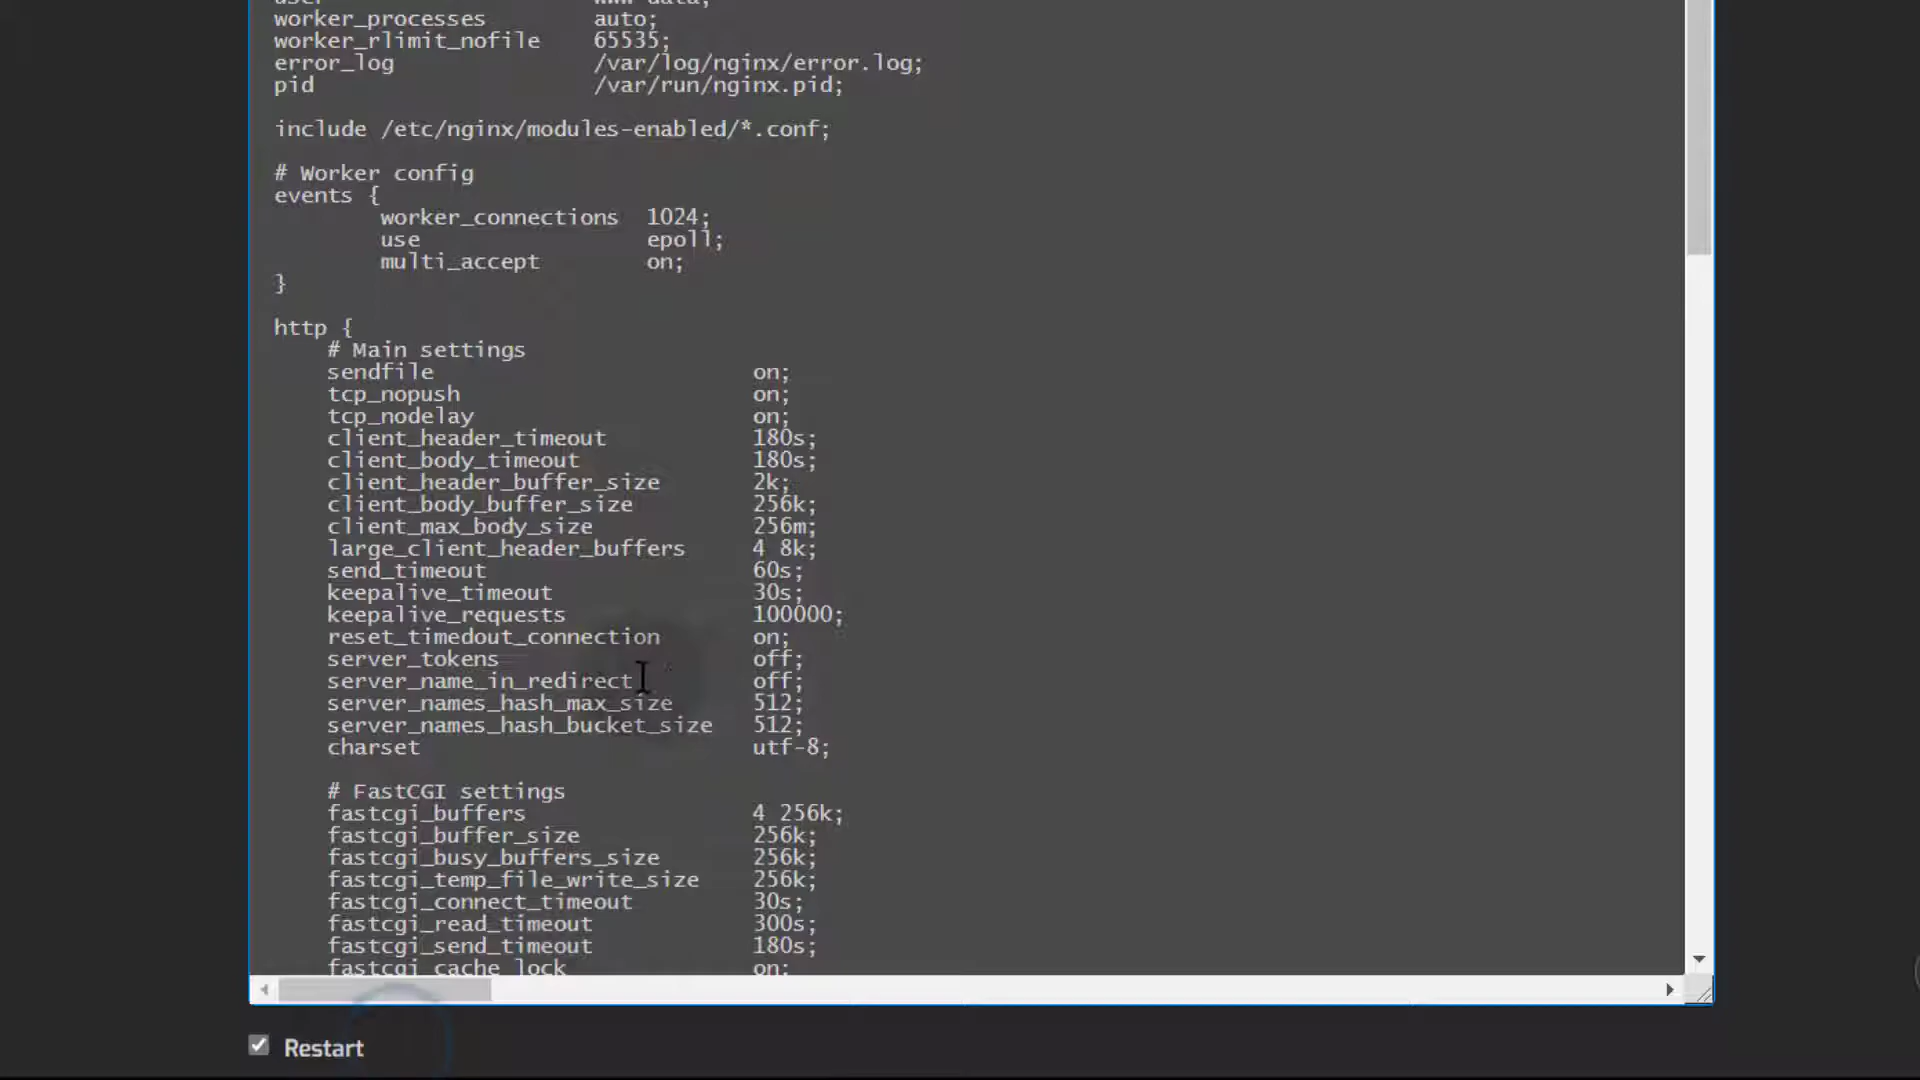 user www-data;
worker_processes auto;
worker_rlimit_nofile 65535;
error_log /var/log/nginx/error.log;
pid /var/run/nginx.pid;
include /etc/nginx/modules-enabled/*.conf;
# Worker config
events {
worker_connections 1024;
use epoll;
multi_accept on;
}
http {
# Main settings
sendfile on;
tcp_nopush on;
tcp_nodelay on;
client_header_timeout 180s;
client_body_timeout 180s;
client_header_buffer_size 2k;
client_body_buffer_size 256k;
client_max_body_size 256m;
large_client_header_buffers 4 8k;
send_timeout 60s;
keepalive_timeout 30s;
keepalive_requests 100000;
reset_timedout_connection on;
server_tokens off;
server_name_in_redirect off;
server_names_hash_max_size 512;
server_names_hash_bucket_size 512;
charset utf-8;
# FastCGI settings
fastcgi_buffers 4 256k;
fastcgi_buffer_size 256k;
fastcgi_busy_buffers_size 256k;
fastcgi_temp_file_write_size 256k;
fastcgi_connect_timeout 30s;
fastcgi_read_timeout 300s;
fastcgi_send_timeout 180s;
fastcgi_cache_lock on;
Restart